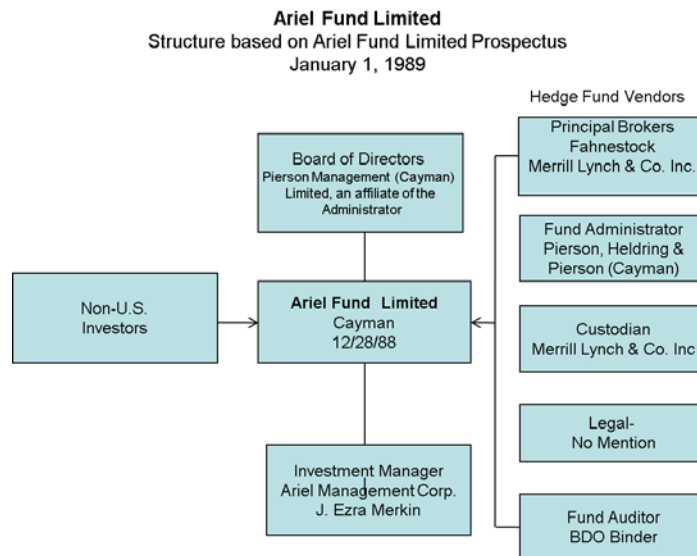 Ariel Fund Limited
Structure based on Ariel Fund Limited Prospectus
January 1, 1989
Hedge Fund Vendors
Principal Brokers
Fahnestock
Merrill Lynch & Co. Inc.
Board of Directors
Pierson Management (Cayman)
Limited, an affiliate of the
Administrator
Fund Administrator
Pierson, Heldring &
Pierson (Cayman)
Non-U.S.
Investors
Ariel Fund Limited
Cayman
12/28/88
Custodian
Merrill Lynch & Co. Inc
Legal-
No Mention
Investment Manager
Ariel Management Corp.
J. Ezra Merkin
Fund Auditor
BDO Binder